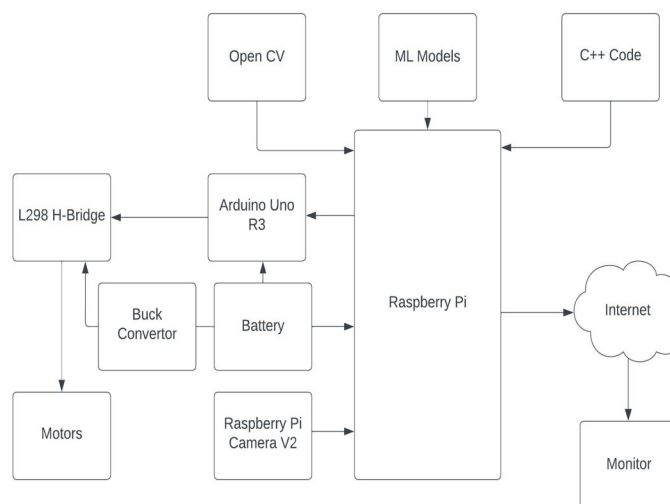 Open CV
ML Models
C++ Code
L298 H-Bridge
Arduino Uno
R3
Raspberry Pi
Internet
Buck
Convertor
Battery
Motors
Raspberry Pi
Camera V2
Monitor